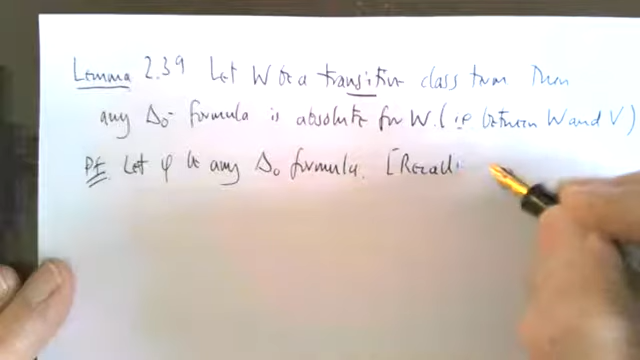 Lemma 2.39 Let W be a transitive class term Then
any Δ₀- formula is absolute for W. (ie between W and V)
Pf Let φ be any Δ₀ formula. [Recall